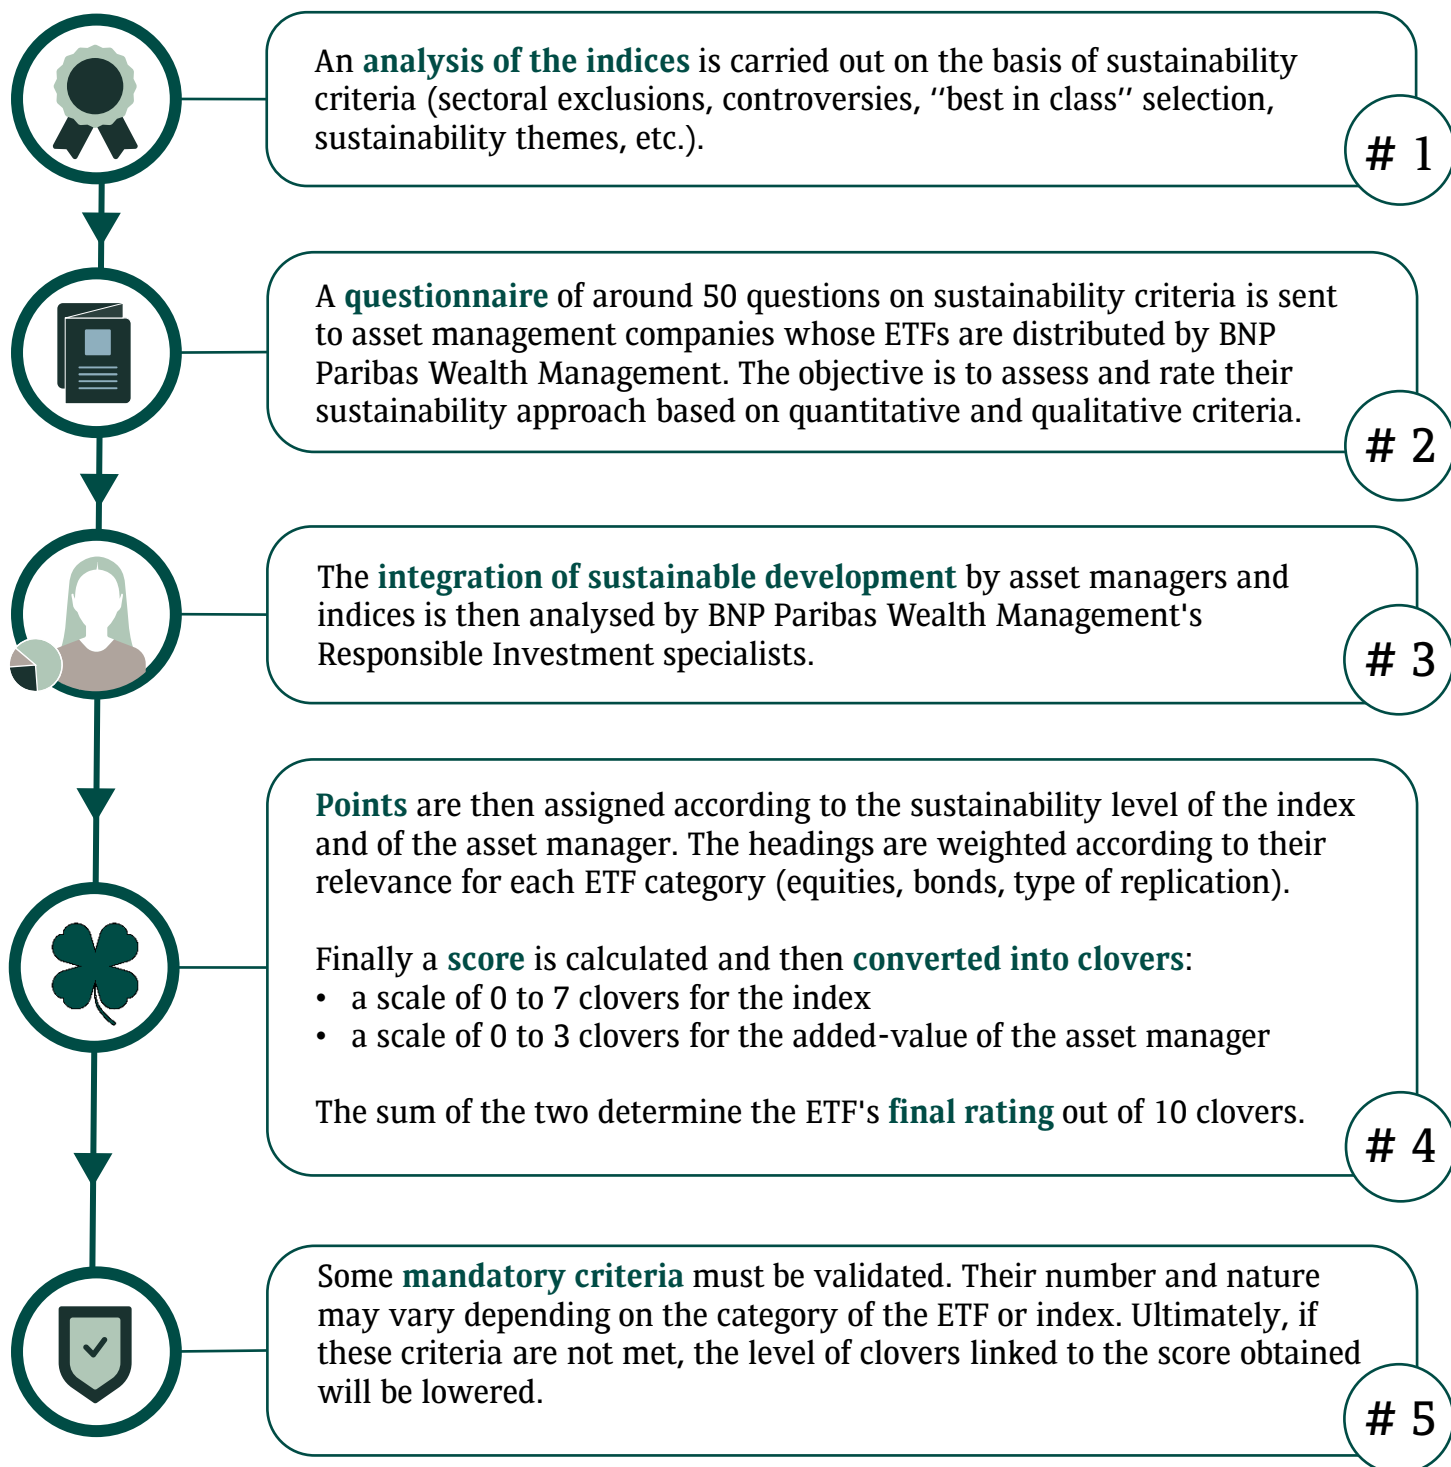 An analysis of the indices is carried out on the basis of sustainability
criteria (sectoral exclusions, controversies, ‘‘best in class’’ selection,
sustainability themes, etc.).
# 1
A questionnaire of around 50 questions on sustainability criteria is sent
to asset management companies whose ETFs are distributed by BNP
Paribas Wealth Management. The objective is to assess and rate their
sustainability approach based on quantitative and qualitative criteria.
# 2
The integration of sustainable development by asset managers and
indices is then analysed by BNP Paribas Wealth Management's
Responsible Investment specialists.
# 3
Points are then assigned according to the sustainability level of the index
and of the asset manager. The headings are weighted according to their
relevance for each ETF category (equities, bonds, type of replication).
Finally a score is calculated and then converted into clovers:
• a scale of 0 to 7 clovers for the index
• a scale of 0 to 3 clovers for the added-value of the asset manager
The sum of the two determine the ETF's final rating out of 10 clovers.
# 4
Some mandatory criteria must be validated. Their number and nature
may vary depending on the category of the ETF or index. Ultimately, if
these criteria are not met, the level of clovers linked to the score obtained
will be lowered.
# 5